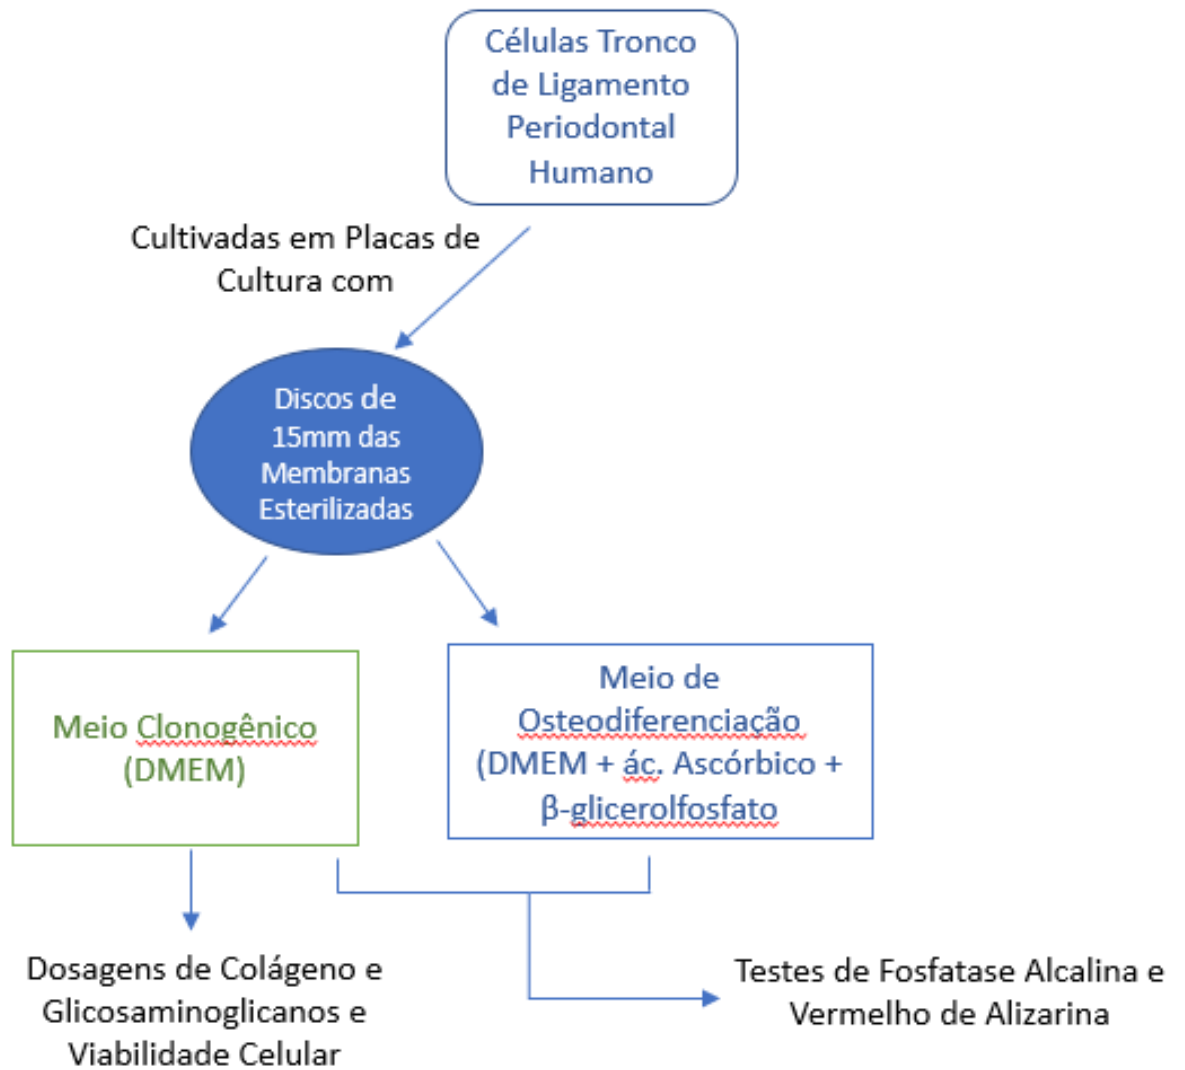 Células Tronco
de Ligamento
Periodontal
Humano
Cultivadas em Placas de
Cultura com
Discos de
15mm das
Membranas
Esterilizadas
Meio Clonogênico
(DMEM)
Meio de
Osteodiferenciação
(DMEM + ác. Ascórbico +
β-glicerolfosfato
Dosagens de Colágeno e
Glicosaminoglicanos e
Viabilidade Celular
Testes de Fosfatase Alcalina e
Vermelho de Alizarina